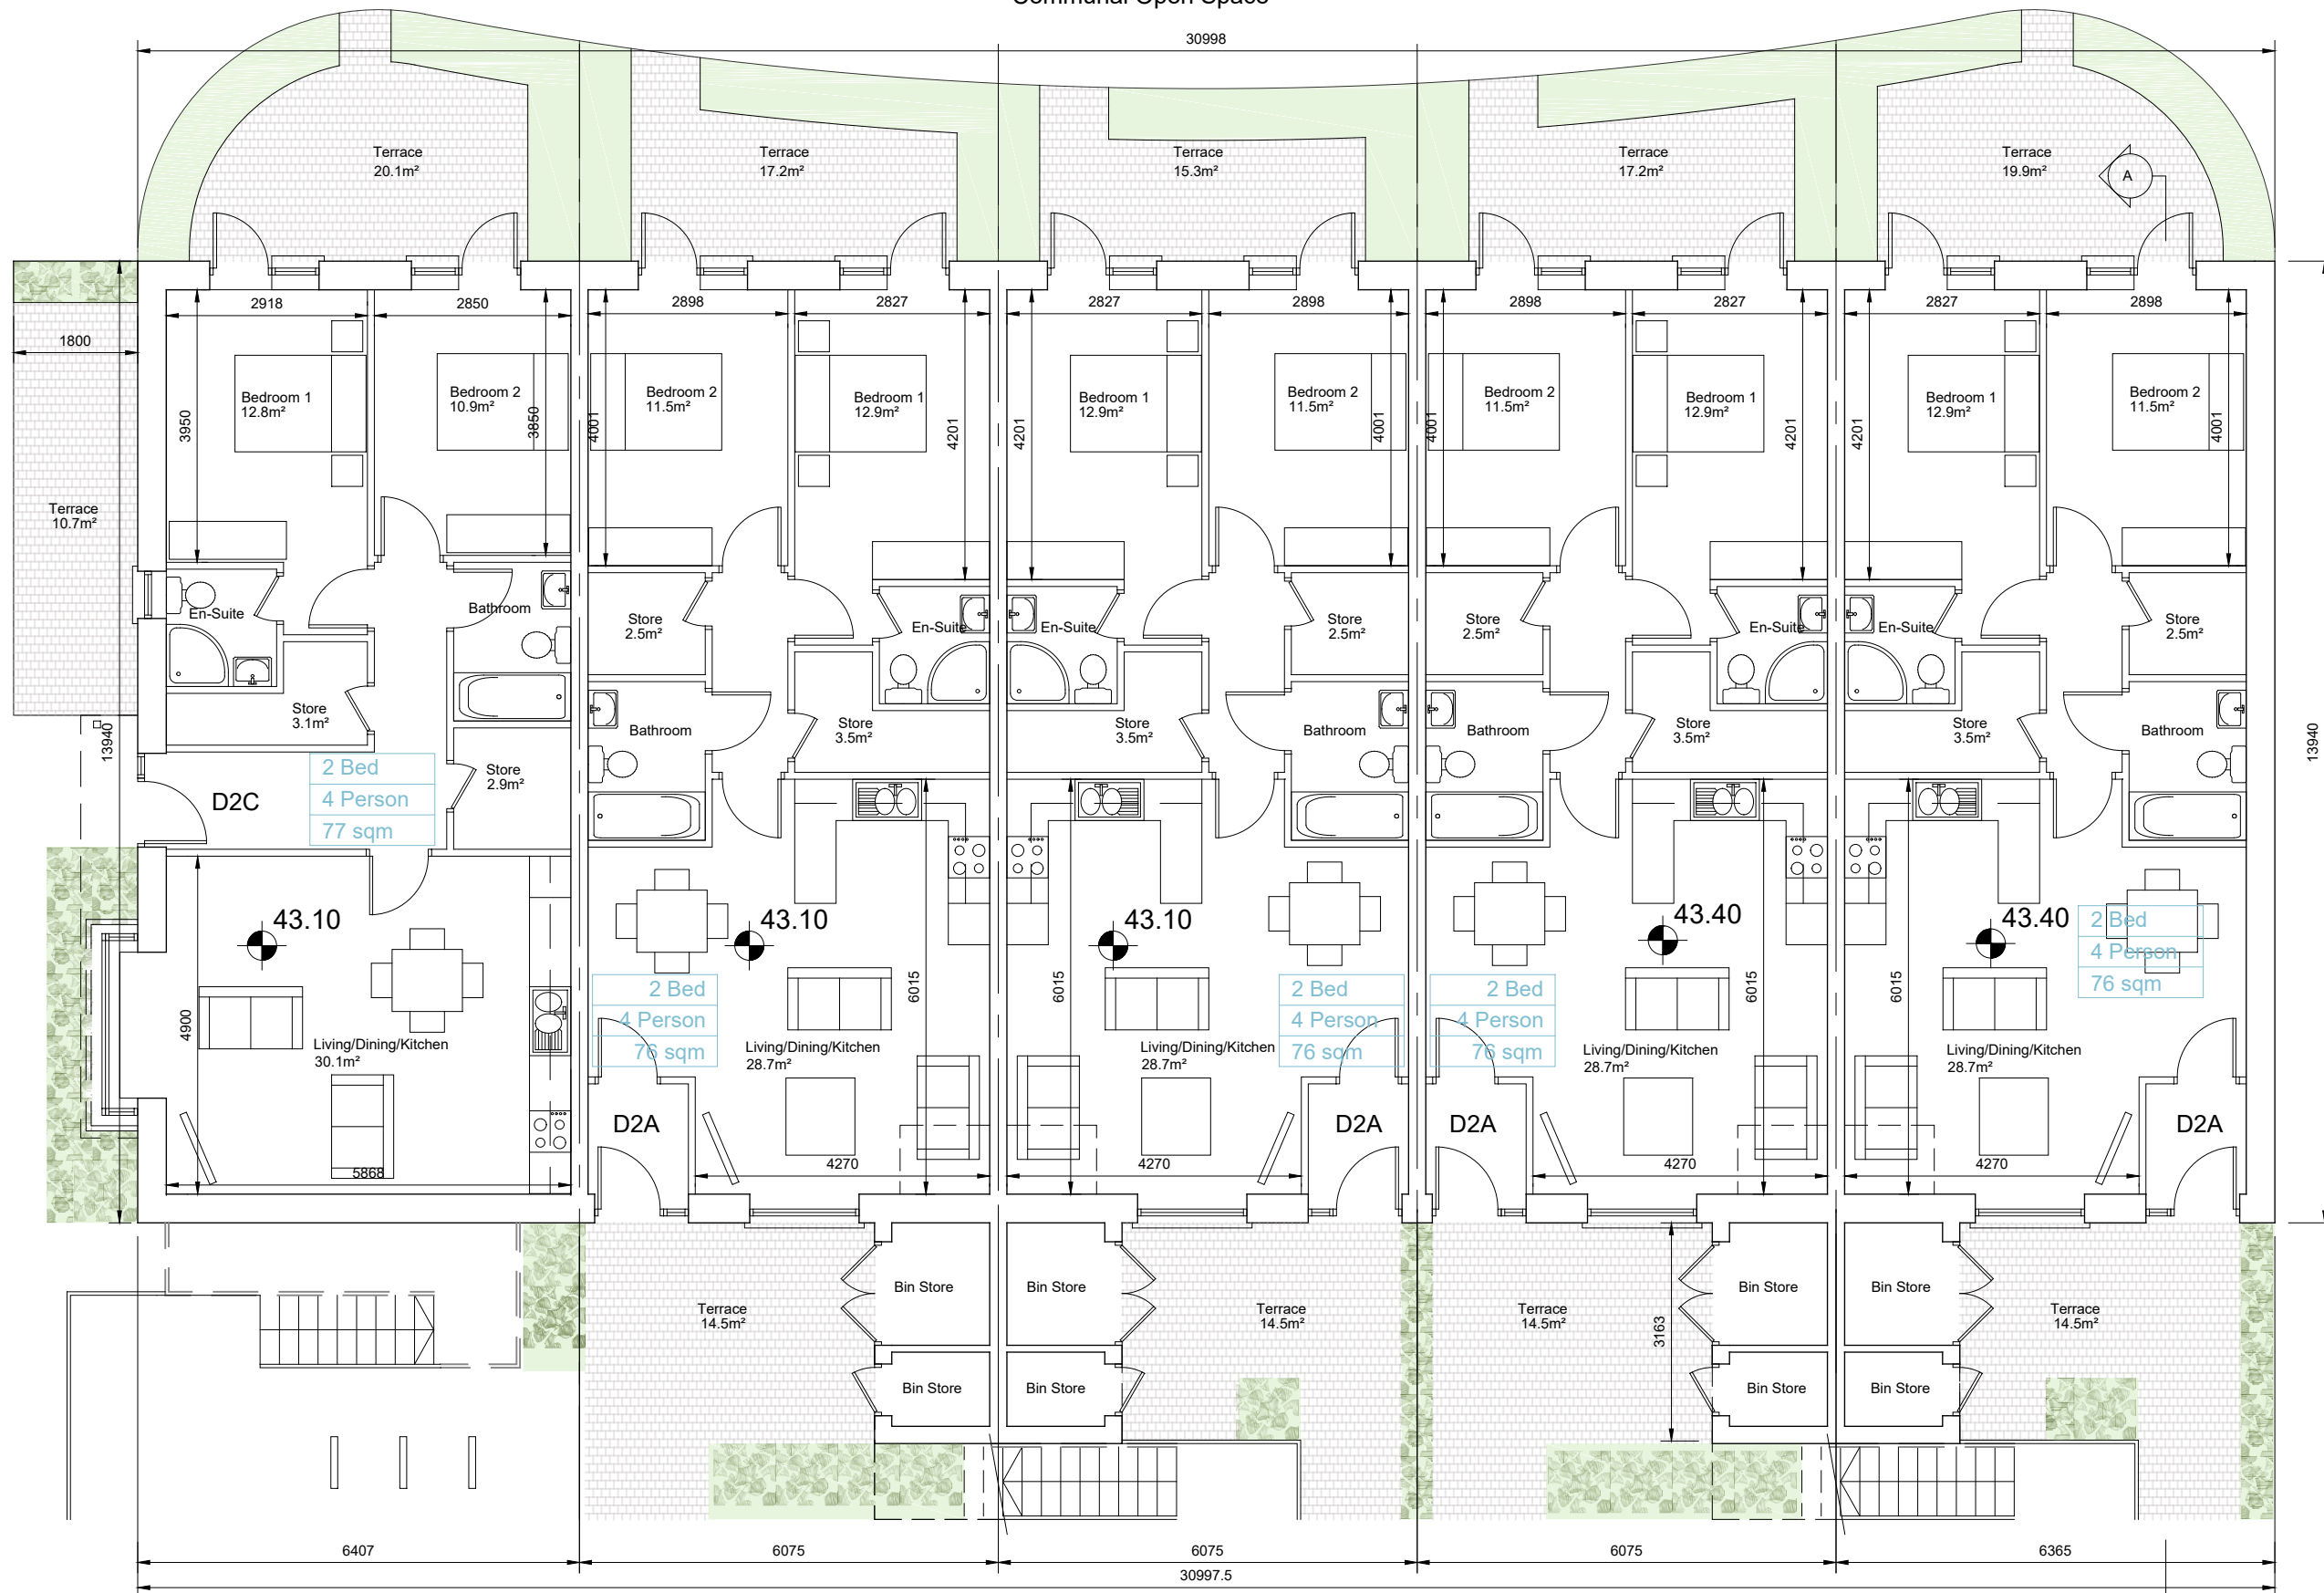 Communal Open Space
30998
Terrace
20.1m²
Terrace
17.2m²
Terrace
15.3m²
Terrace
17.2m²
Terrace
19.9m²
A
2918
2850
2898
2827
2827
2898
2898
2827
2827
2898
1800
3950
Bedroom 1
12.8m²
Bedroom 2
10.9m²
3850
4001
Bedroom 2
11.5m²
Bedroom 1
12.9m²
4201
4201
Bedroom 1
12.9m²
Bedroom 2
11.5m²
4001
4001
Bedroom 2
11.5m²
Bedroom 1
12.9m²
4201
4201
Bedroom 1
12.9m²
Bedroom 2
11.5m²
4001
Terrace
10.7m²
En-Suite
Bathroom
Store
2.5m²
En-Suite
En-Suite
Store
2.5m²
Store
2.5m²
En-Suite
En-Suite
Store
2.5m²
Store
3.1m²
Bathroom
Store
3.5m²
Store
3.5m²
Bathroom
Bathroom
Store
3.5m²
Store
3.5m²
Bathroom
13940
13940
D2C
2 Bed
4 Person
77 sqm
Store
2.9m²
43.10
43.10
43.10
43.40
43.40
2 Bed
4 Person
76 sqm
4900
2 Bed
4 Person
76 sqm
6015
6015
2 Bed
4 Person
76 sqm
2 Bed
4 Person
76 sqm
6015
6015
Living/Dining/Kitchen
30.1m²
Living/Dining/Kitchen
28.7m²
Living/Dining/Kitchen
28.7m²
Living/Dining/Kitchen
28.7m²
Living/Dining/Kitchen
28.7m²
D2A
D2A
D2A
D2A
5868
4270
4270
4270
4270
Bin Store
Bin Store
Bin Store
Bin Store
Terrace
14.5m²
Terrace
14.5m²
Terrace
14.5m²
3163
Terrace
14.5m²
Bin Store
Bin Store
Bin Store
Bin Store
6407
6075
6075
6075
6365
30997.5